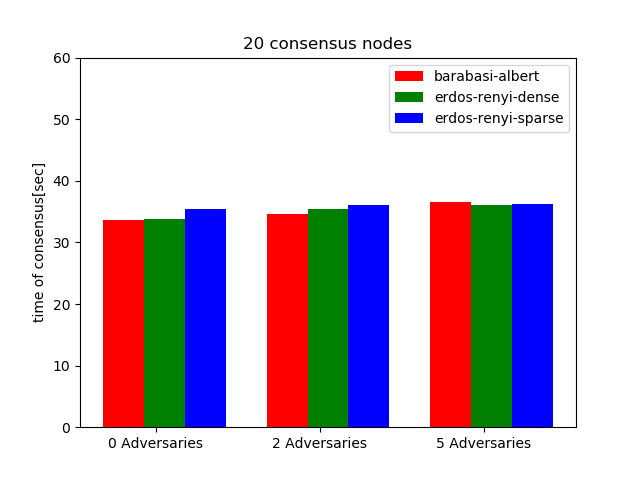 20 consensus nodes
barabasi-albert
erdos-renyi-dense
erdos-renyi-sparse
time of consensus[sec]
60
50
40
30
20
10
0
0 Adversaries
2 Adversaries
5 Adversaries